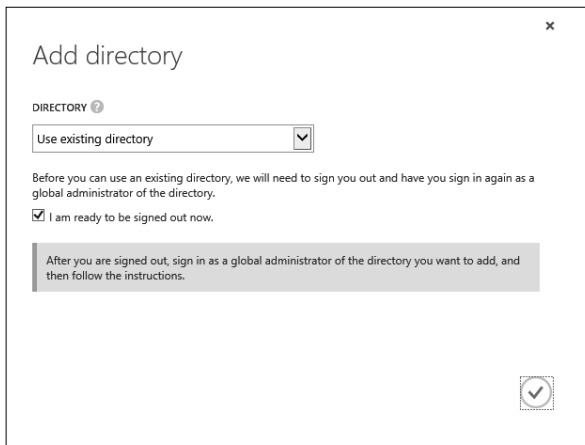 Add directory
DIRECTORY ?
Use existing directory
Before you can use an existing directory, we will need to sign you out and have you sign in again as a
global administrator of the directory.
I am ready to be signed out now.
After you are signed out, sign in as a global administrator of the directory you want to add, and
then follow the instructions.